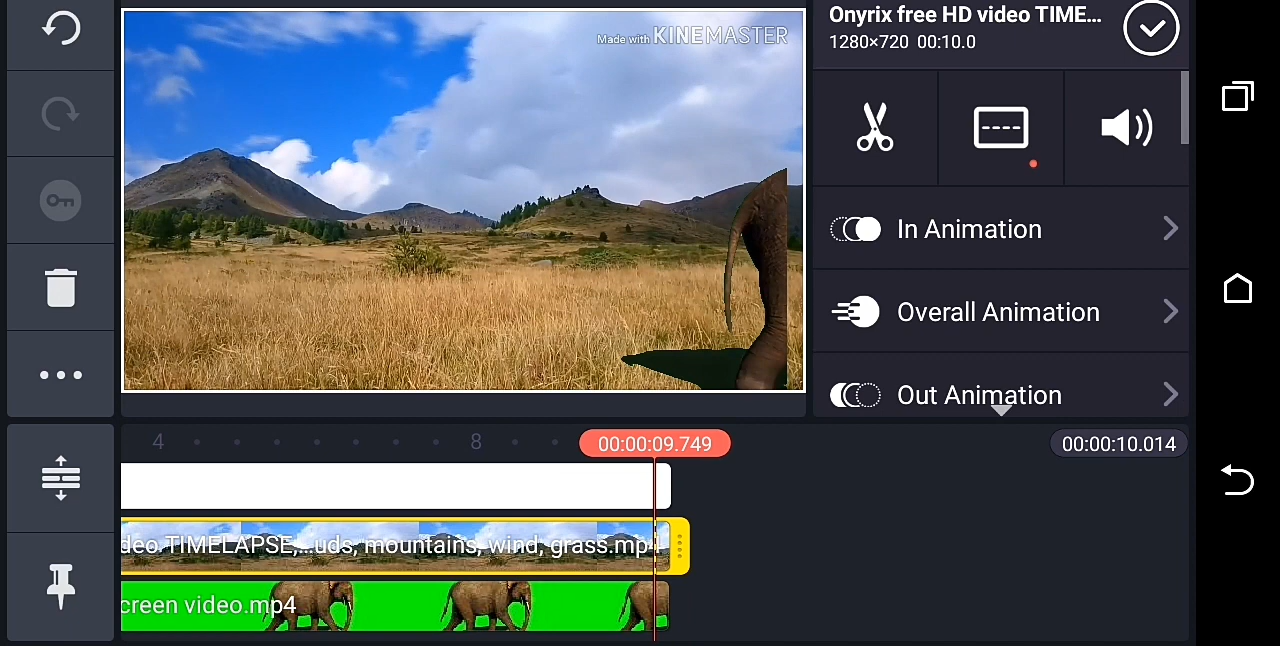 Onyrix free HD video TIME...
1280×720 00:10.0
Made with KINEMASTER
In Animation
Overall Animation
Out Animation
4
8
00:00:09.749
00:00:10.014
deo.TIMELAPSE,...uds, mountains, wind, grass.mp4
creen video.mp4